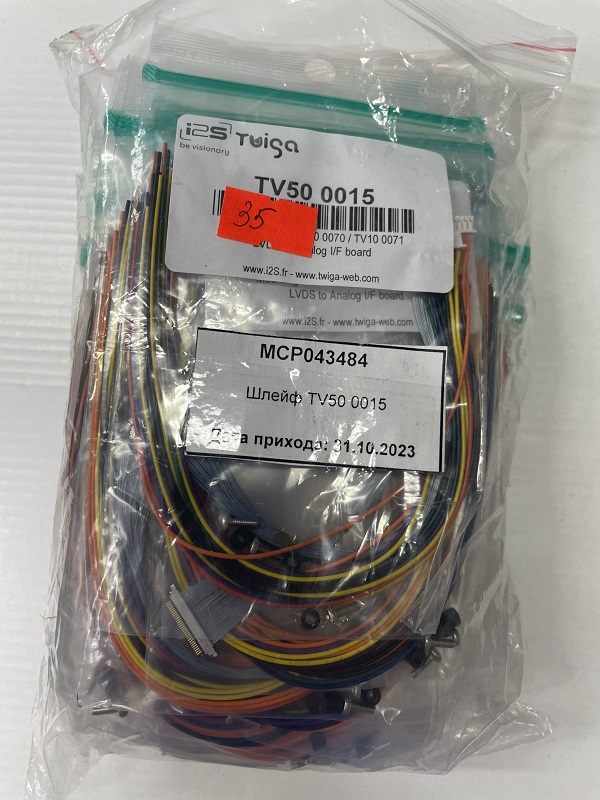 i2S Twiga
be visionary
TV50 0015
35
0070 / TV10 0071
I/F board
www.i2S.fr - www.twiga-web.com
LVDS to Analog I/F board
www.i2S.fr - www.twiga-web.com
MCP043484
Шлейф TV50 0015
Дата прихода: 31.10.2023